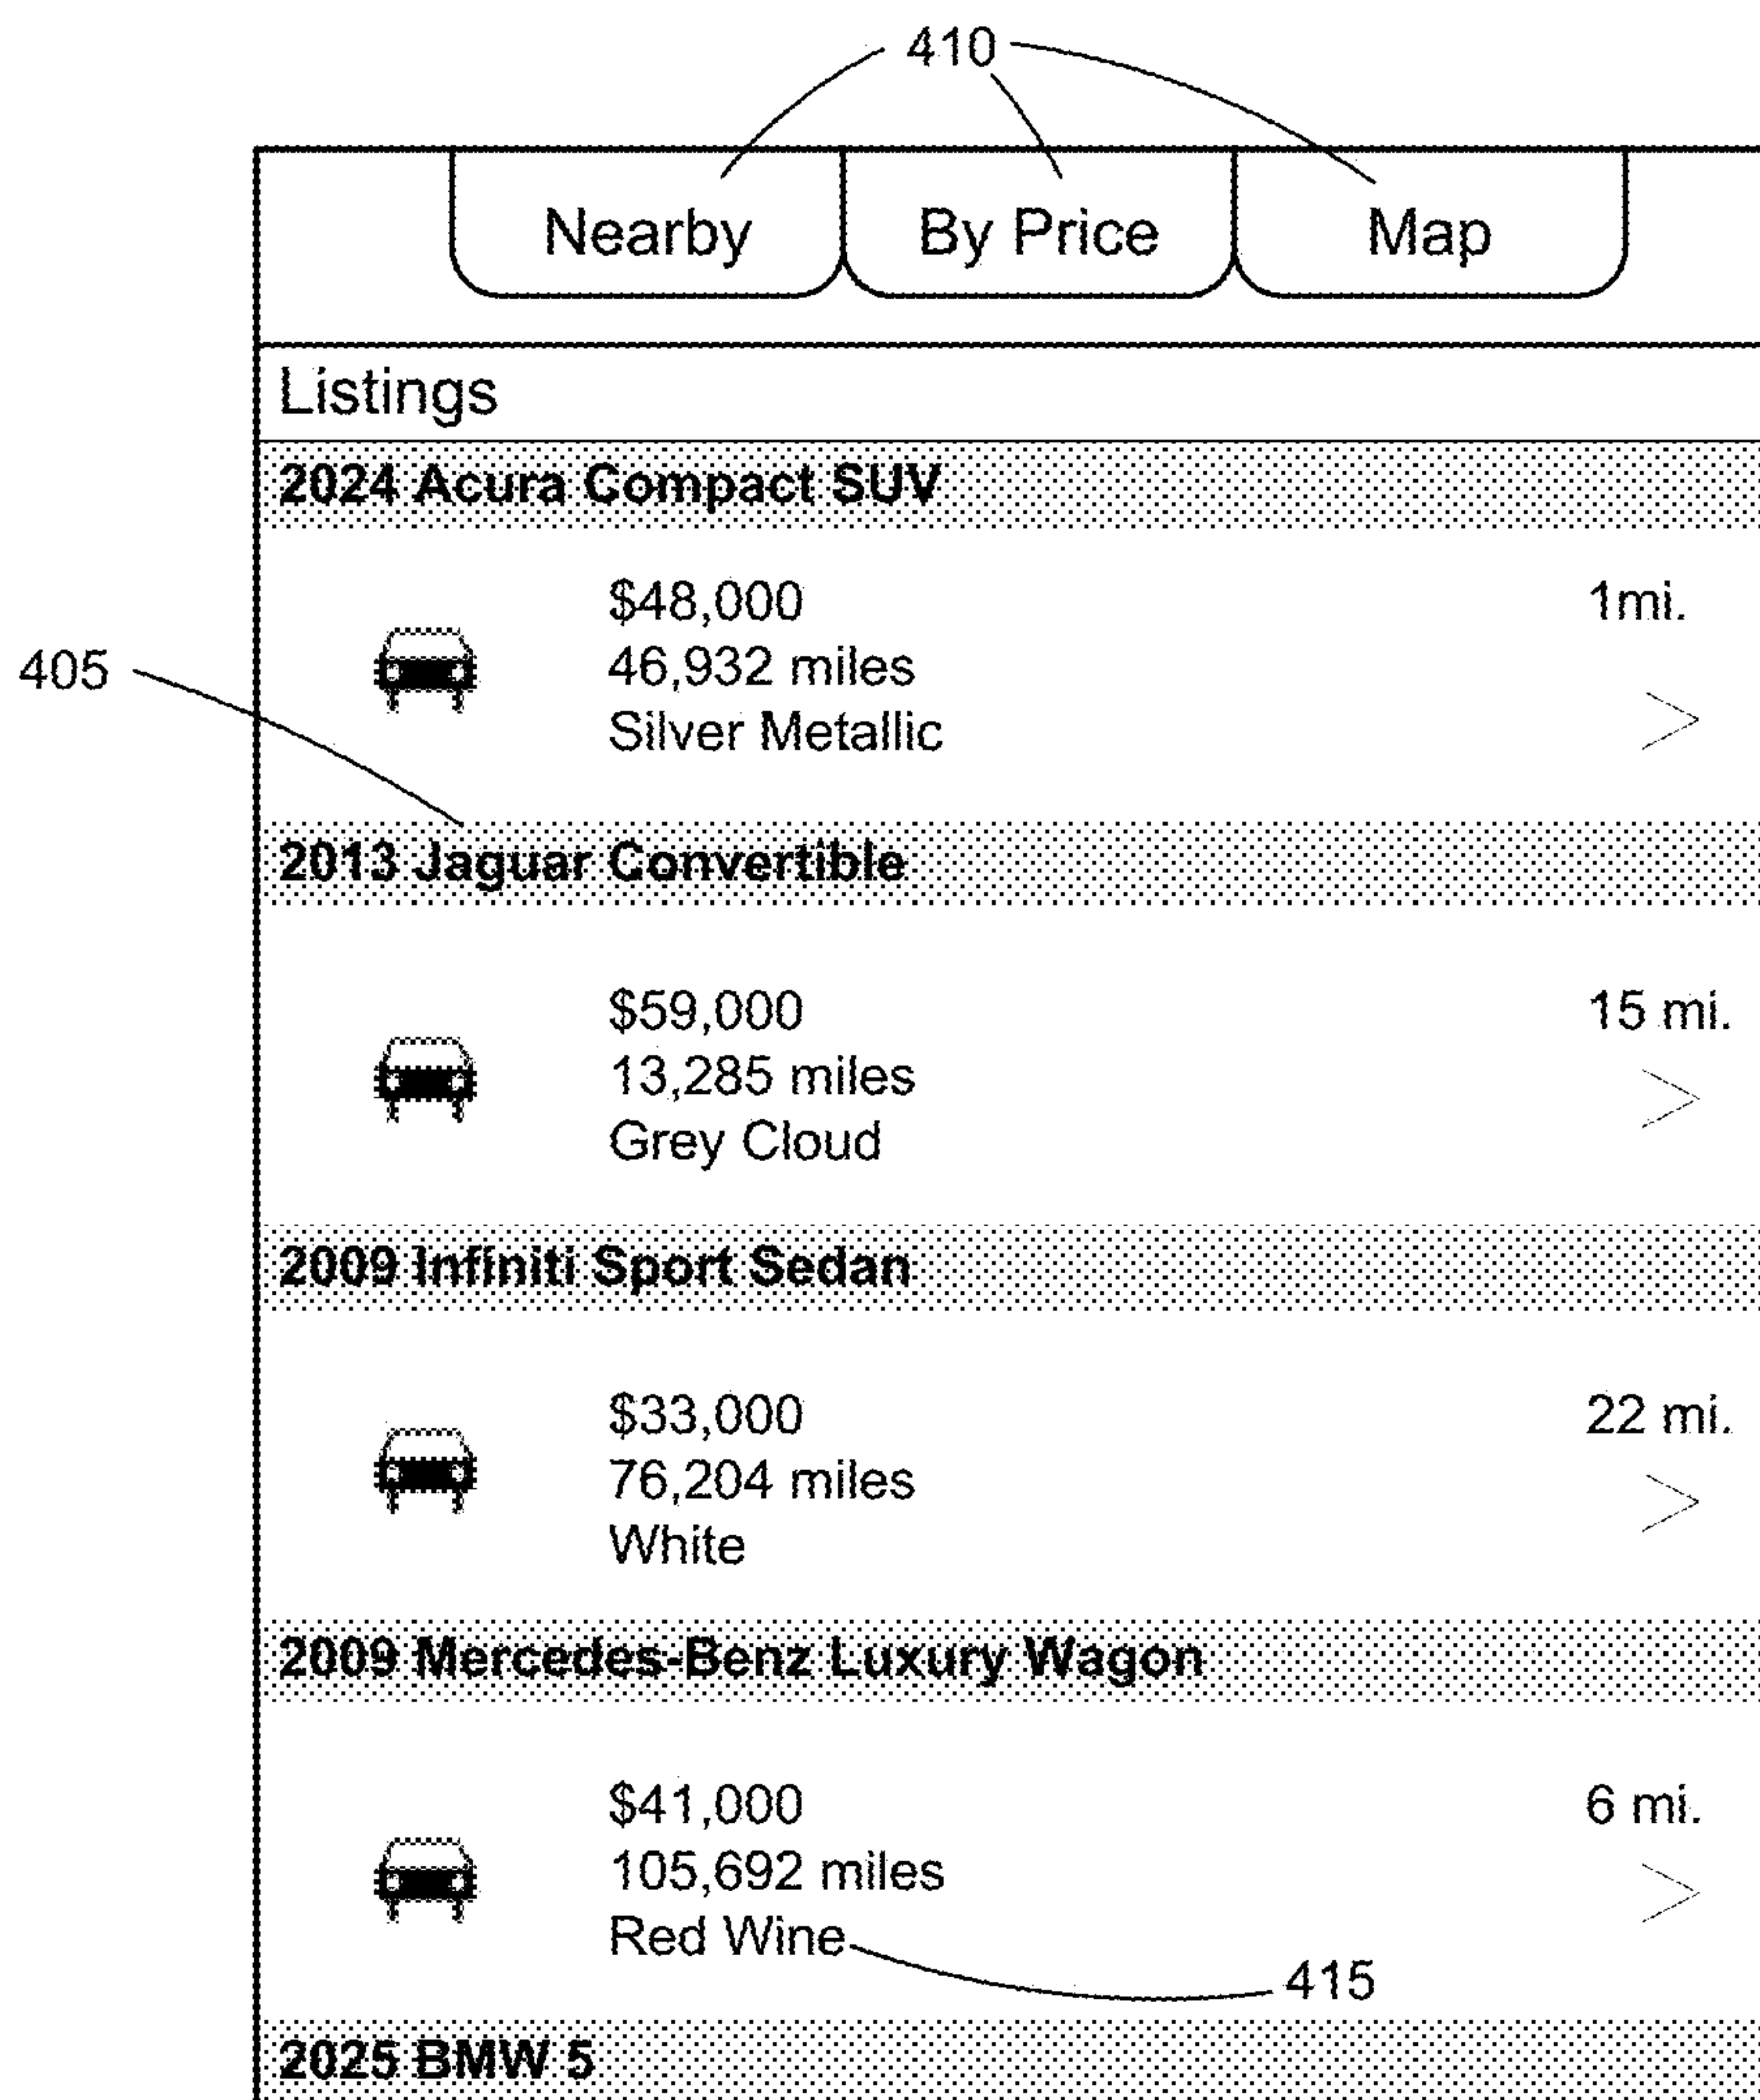 410
Nearby By Price Map
Listings
2024 Acura Compact SUV
$48,000 1mi.
405 46,932 miles
Silver Metallic >
2013 Jaguar Convertible
$59,000 15 mi.
13,285 miles
Grey Cloud >
2009 Infiniti Sport Sedan
$33,000 22 mi.
76,204 miles
White >
2009 Mercedes-Benz Luxury Wagon
$41,000 6 mi.
105,692 miles
Red Wine >
415
2025 BMW 5